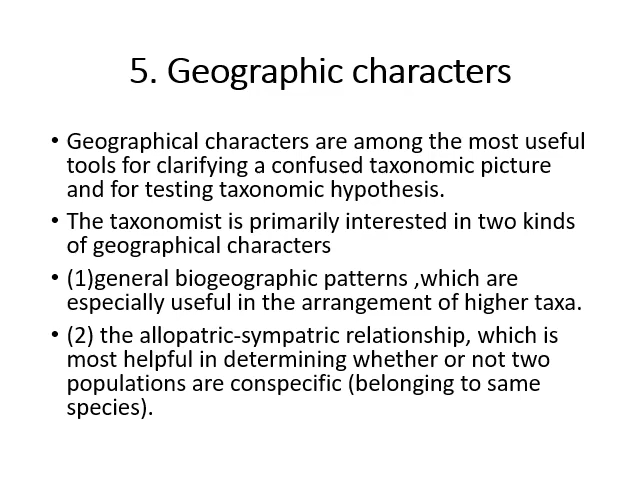 5. Geographic characters
• Geographical characters are among the most useful
tools for clarifying a confused taxonomic picture
and for testing taxonomic hypothesis.
• The taxonomist is primarily interested in two kinds
of geographical characters
• (1)general biogeographic patterns ,which are
especially useful in the arrangement of higher taxa.
• (2) the allopatric-sympatric relationship, which is
most helpful in determining whether or not two
populations are conspecific (belonging to same
species).